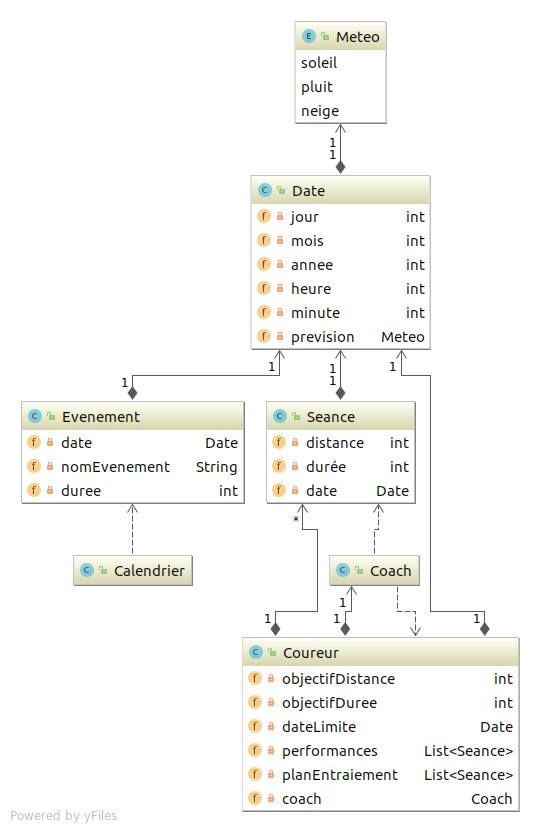 E Meteo
soleil
pluit
neige
1
1
C Date
f jour int
f mois int
f annee int
f heure int
f minute int
f prevision Meteo
1 1 1
1 1
C Evenement
f date Date
f nomEvenement String
f duree int
C Seance
f distance int
f durée int
f date Date
*
C Calendrier
C Coach
1
1 1 1
C Coureur
f objectifDistance int
f objectifDuree int
f dateLimite Date
f performances List<Seance>
f planEntraiement List<Seance>
f coach Coach
Powered by yFiles